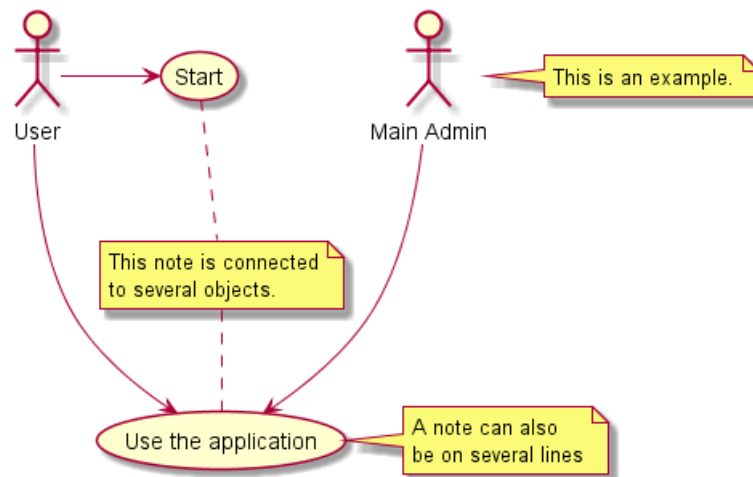 Start
This is an example.
User
Main Admin
This note is connected
to several objects.
Use the application
A note can also
be on several lines